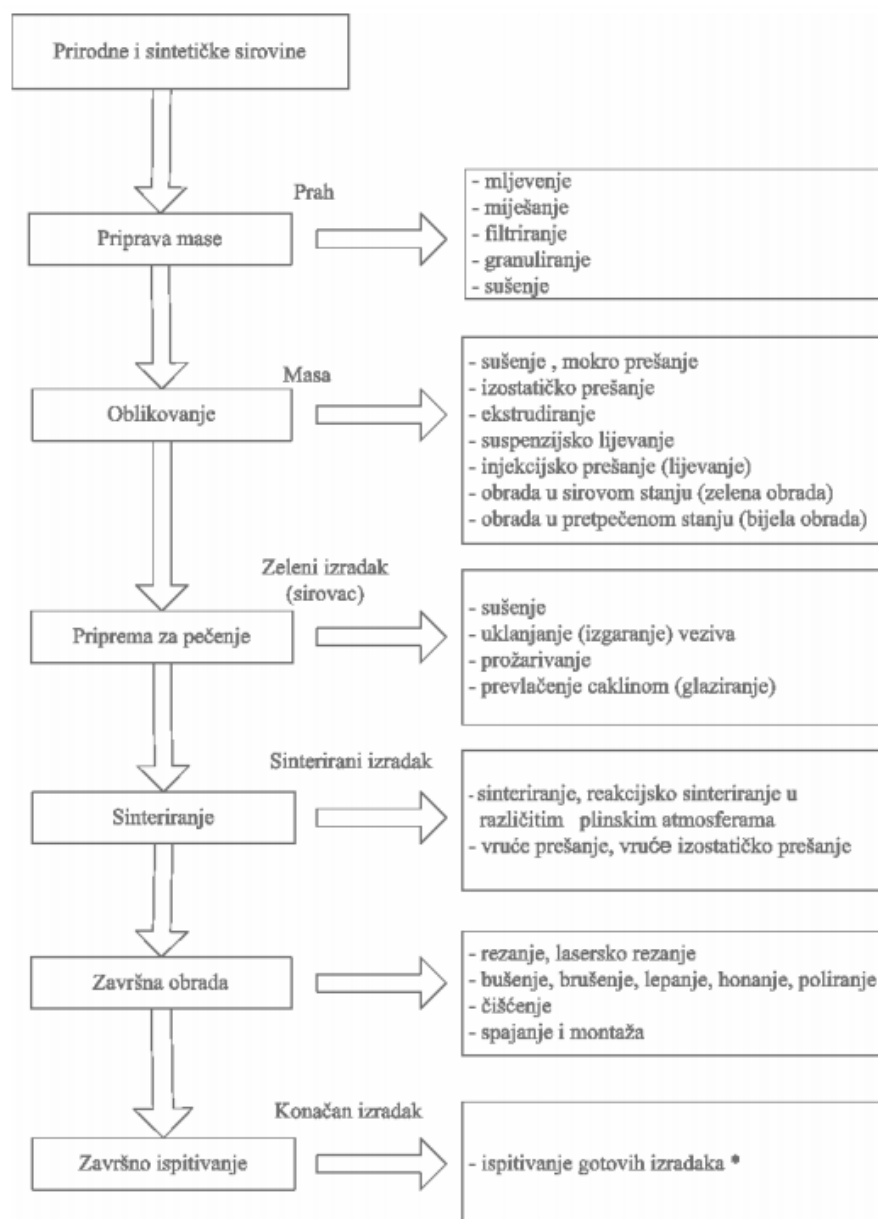 Prirodne i sintetičke sirovine
Prah
Priprava mase
- mljevenje
- miješanje
- filtriranje
- granuliranje
- sušenje
Masa
Oblikovanje
- sušenje , mokro prešanje
- izostatičko prešanje
- ekstrudiranje
- suspenzijsko lijevanje
- injekcijsko prešanje (lijevanje)
- obrada u sirovom stanju (zelena obrada)
- obrada u pretpečenom stanju (bijela obrada)
Zeleni izradak
(sirovac)
Priprema za pečenje
- sušenje
- uklanjanje (izgaranje) veziva
- prožarivanje
- prevlačenje caklinom (glaziranje)
Sinterirani izradak
Sinteriranje
- sinteriranje, reakcijsko sinteriranje u
različitim plinskim atmosferama
- vruće prešanje, vruće izostatičko prešanje
Završna obrada
- rezanje, lasersko rezanje
- bušenje, brušenje, lepanje, honanje, poliranje
- čišćenje
- spajanje i montaža
Konačan izradak
Završno ispitivanje
- ispitivanje gotovih izradaka *